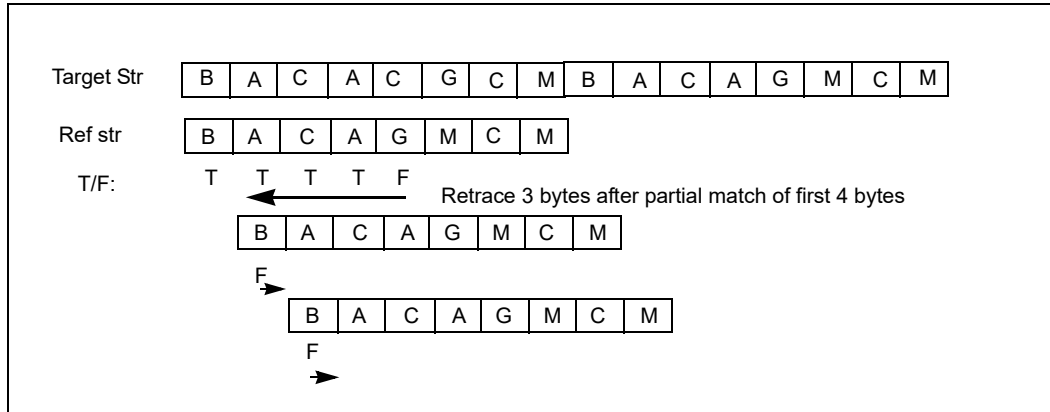 Target Str B A C A C G C M B A C A G M C M
Ref str B A C A G M C M
T/F: T T T T F
Retrace 3 bytes after partial match of first 4 bytes
B A C A G M C M
F
B A C A G M C M
F